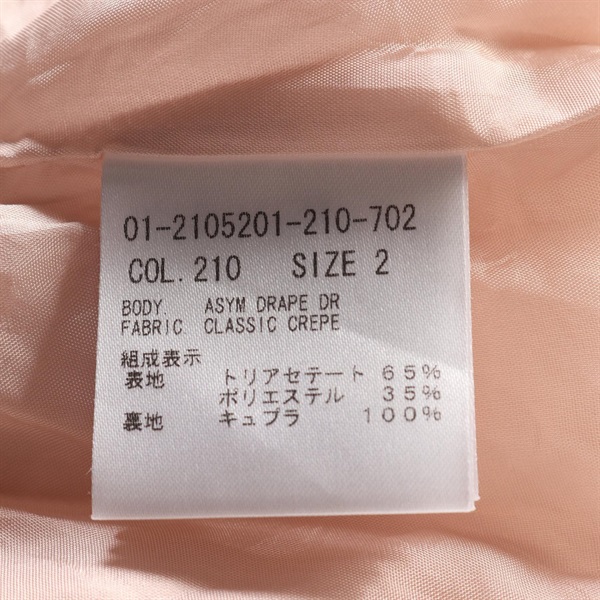 01-2105201-210-702
COL.210 SIZE 2
BODY. ASYM DRAPE DR
FABRIC. CLASSIC CREPE
組成表示
表地 トリアセテート 65%
ポリエステル 35%
裏地 キュプラ 100%